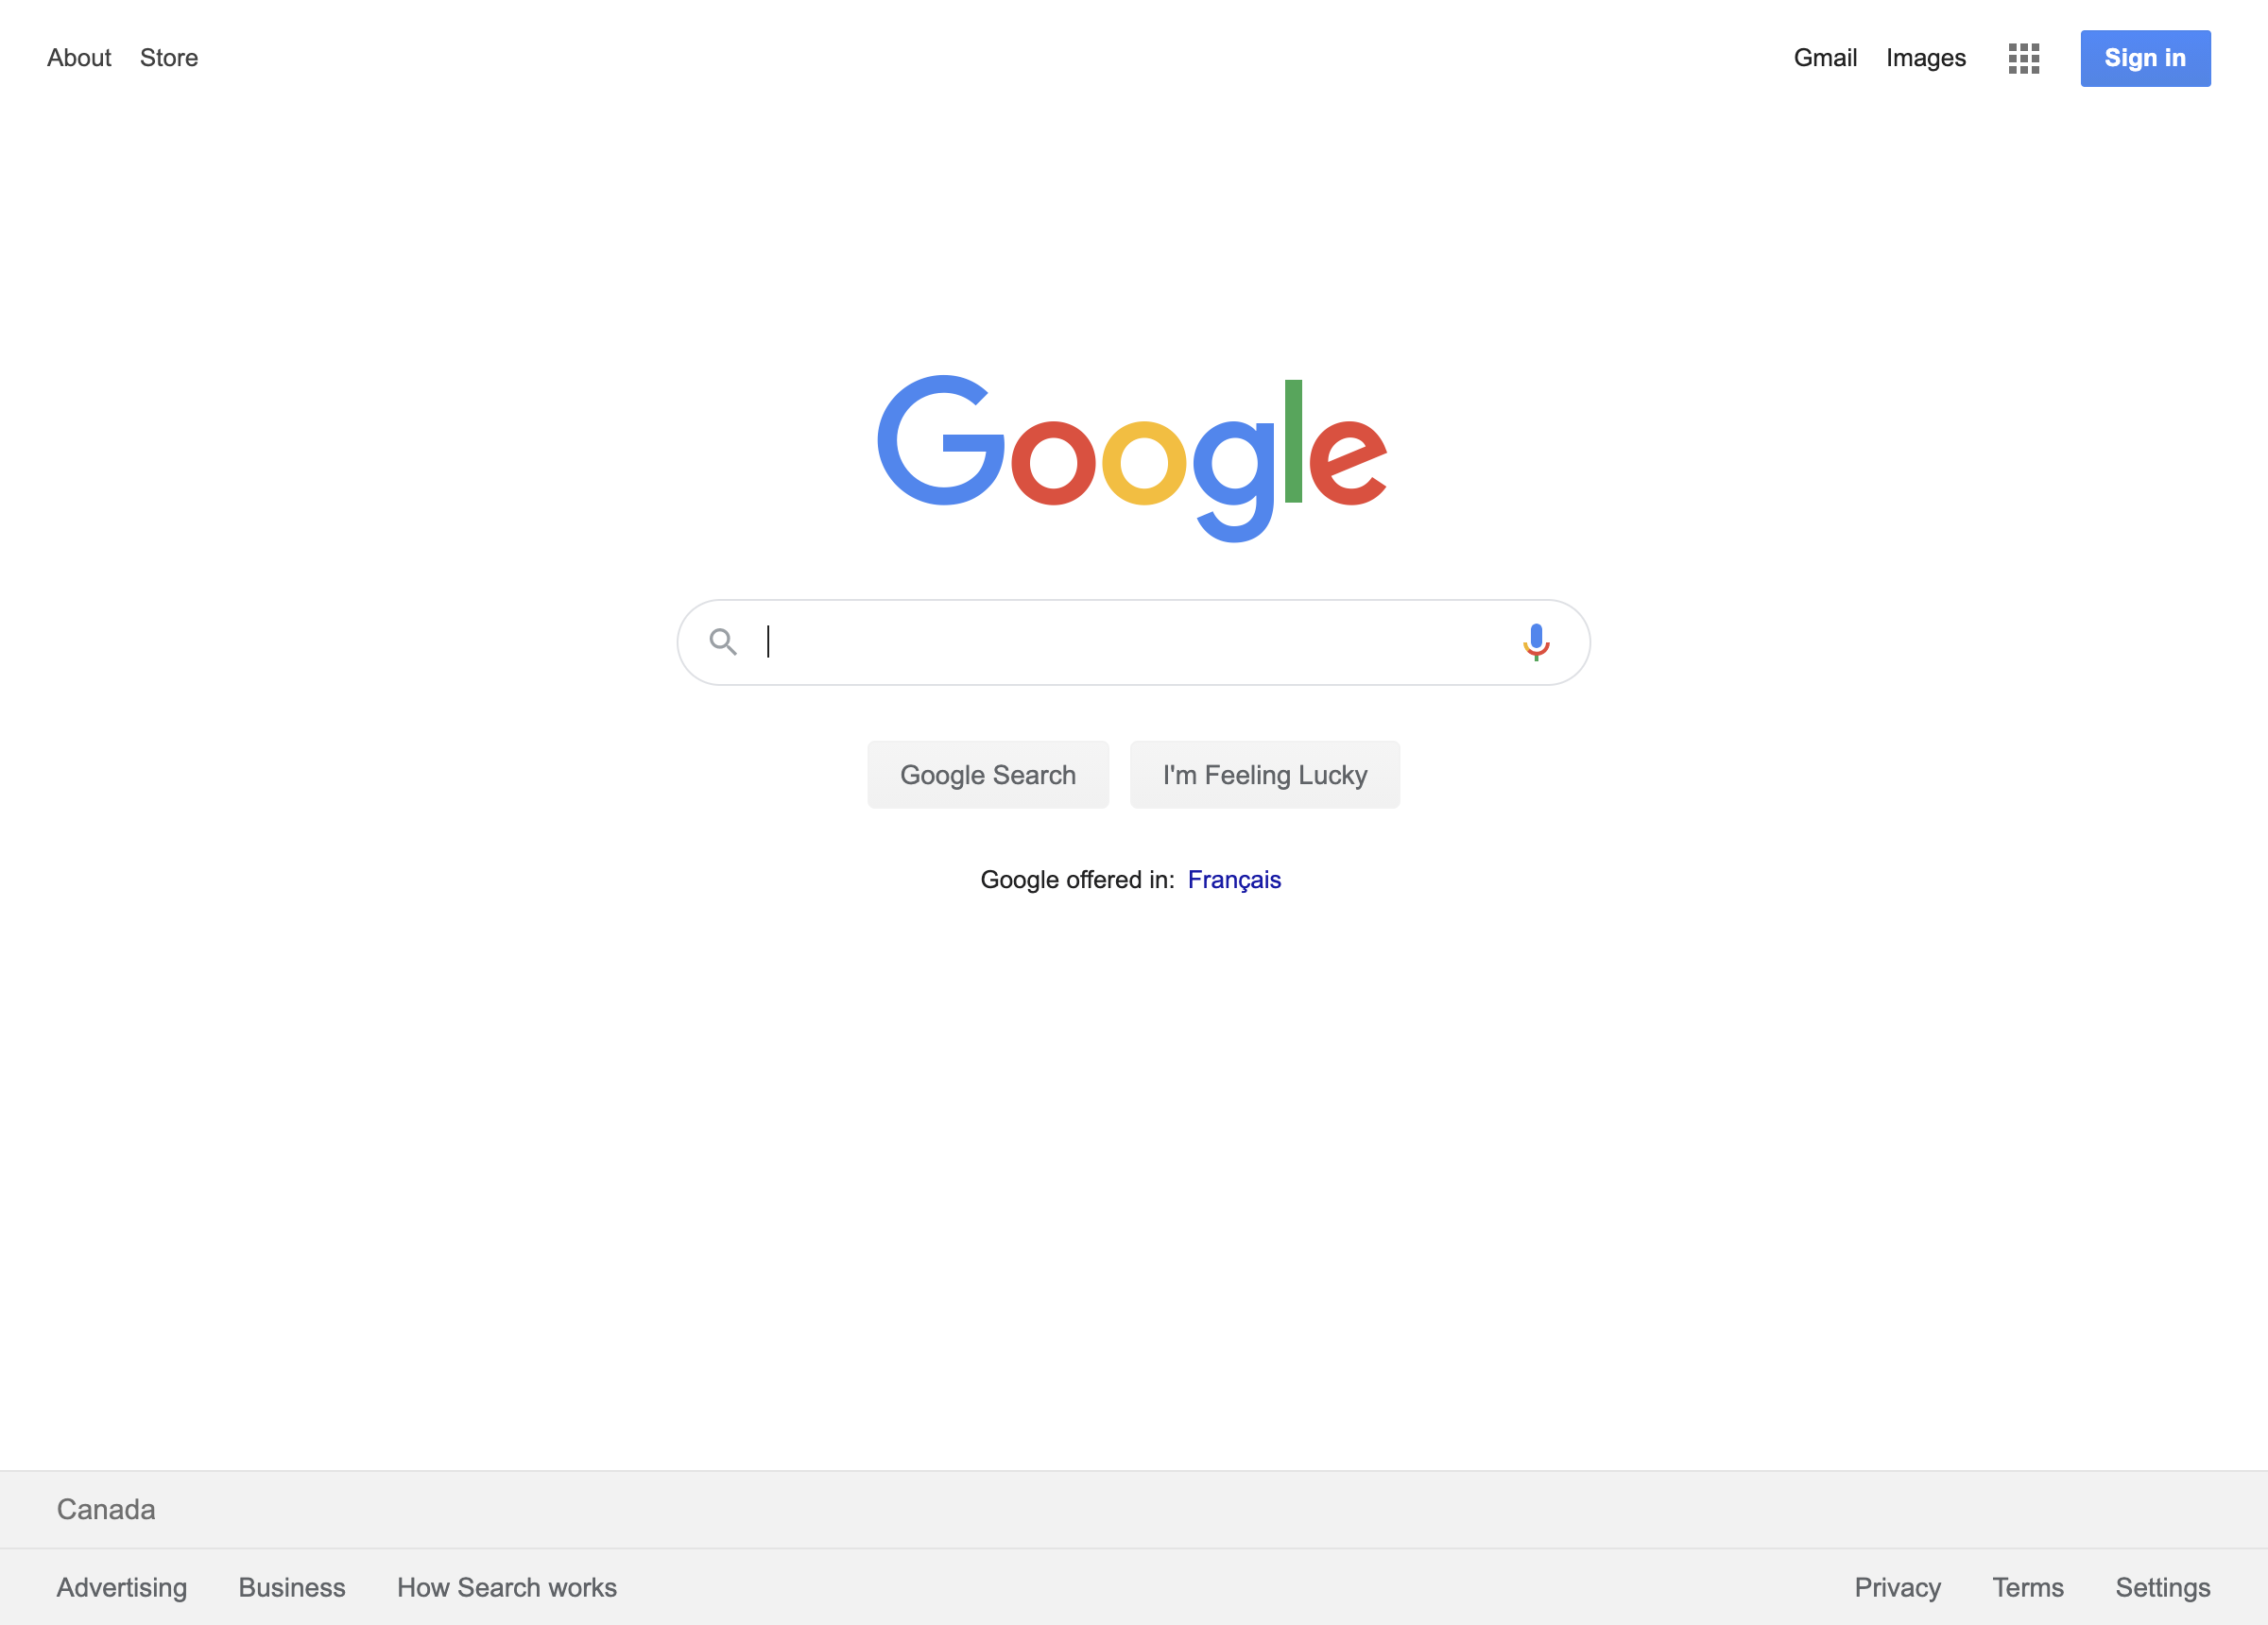 About Store Gmail Images Sign in
Google
Google Search I'm Feeling Lucky
Google offered in: Français
Canada
Advertising Business How Search works Privacy Terms Settings